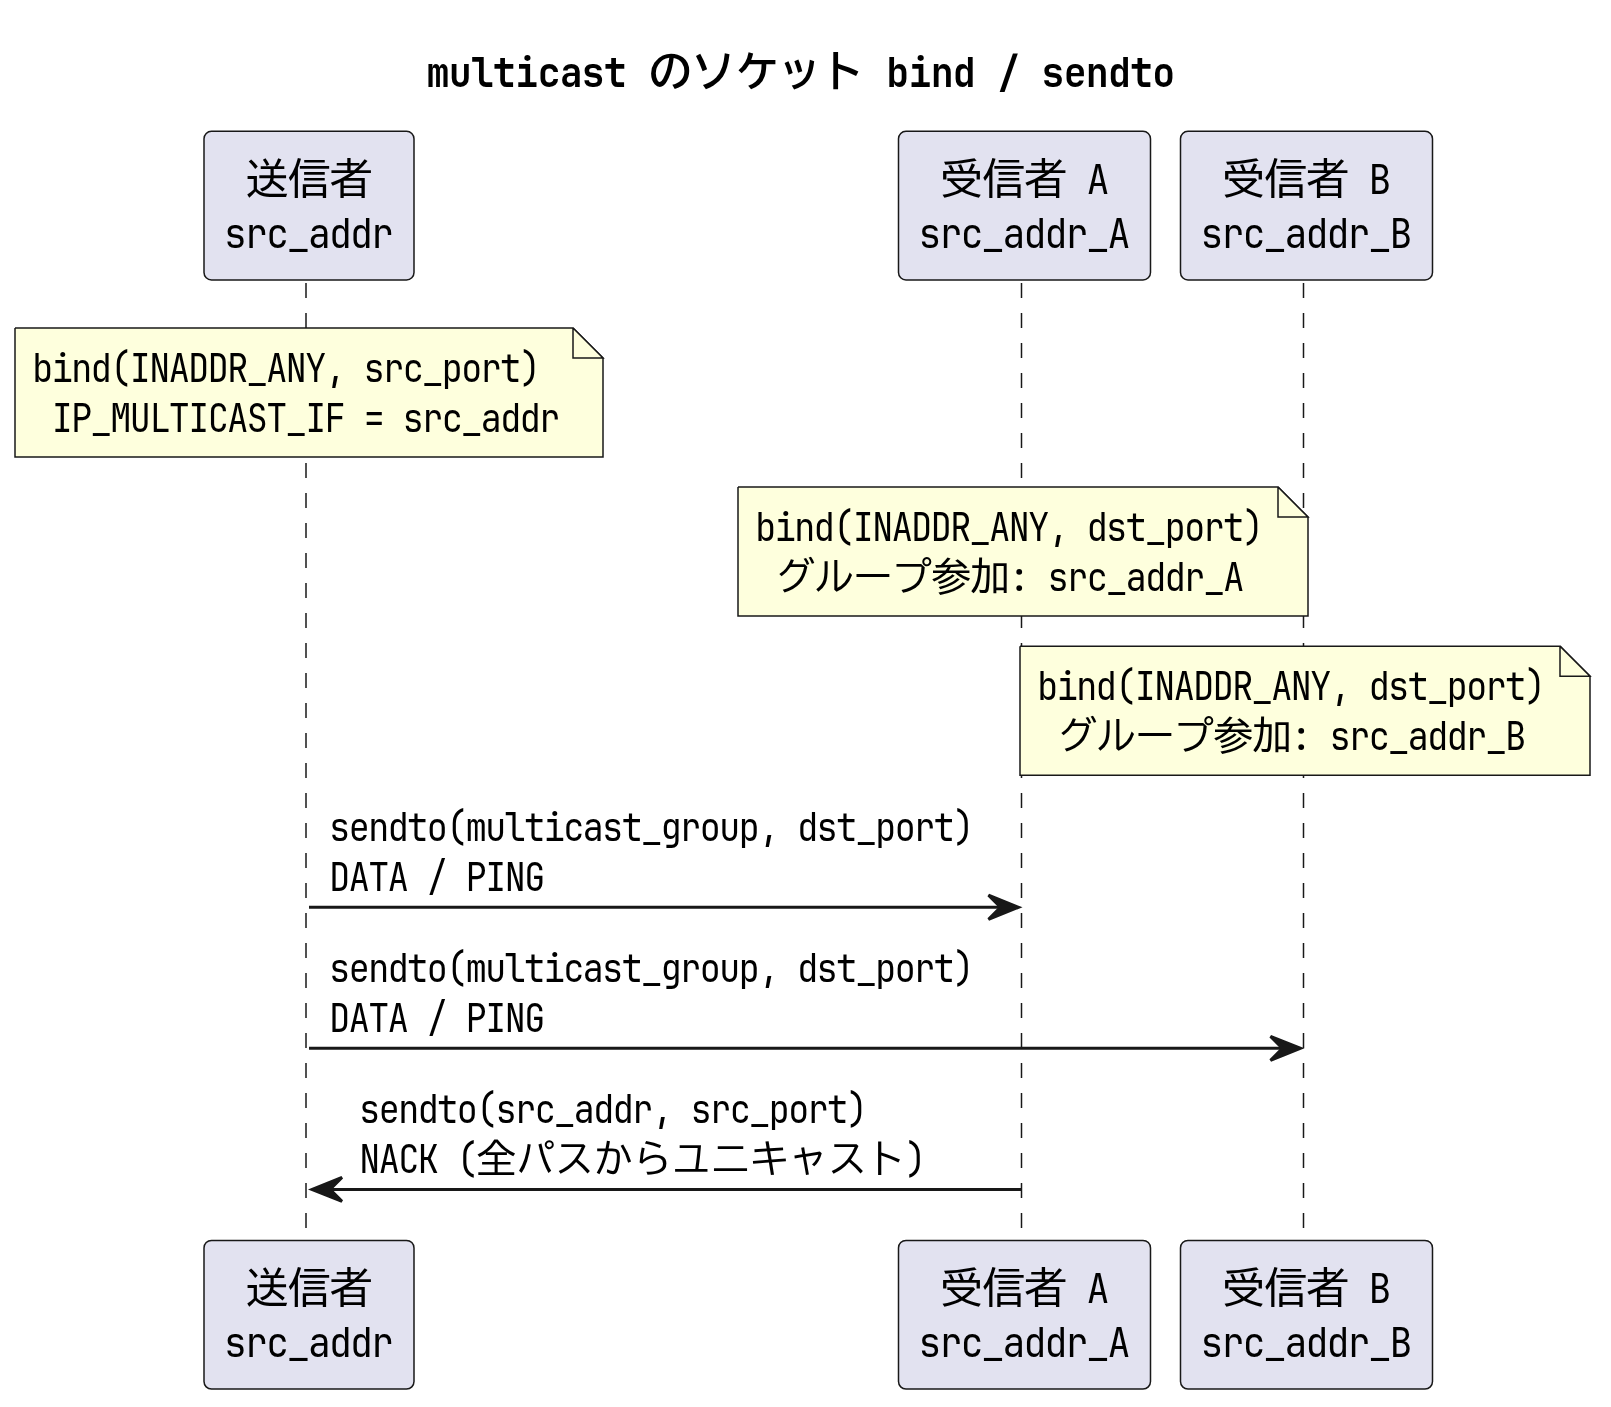 multicast のソケット bind / sendto
送信者
src_addr
受信者 A
src_addr_A
受信者 B
src_addr_B
bind(INADDR_ANY, src_port)
IP_MULTICAST_IF = src_addr
bind(INADDR_ANY, dst_port)
グループ参加: src_addr_A
bind(INADDR_ANY, dst_port)
グループ参加: src_addr_B
sendto(multicast_group, dst_port)
DATA / PING
sendto(multicast_group, dst_port)
DATA / PING
sendto(src_addr, src_port)
NACK (全パスからユニキャスト)
送信者
src_addr
受信者 A
src_addr_A
受信者 B
src_addr_B